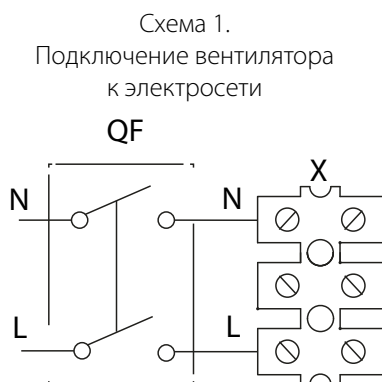 Схема 1.
Подключение вентилятора
к электросети
QF
X
N
N
L
L